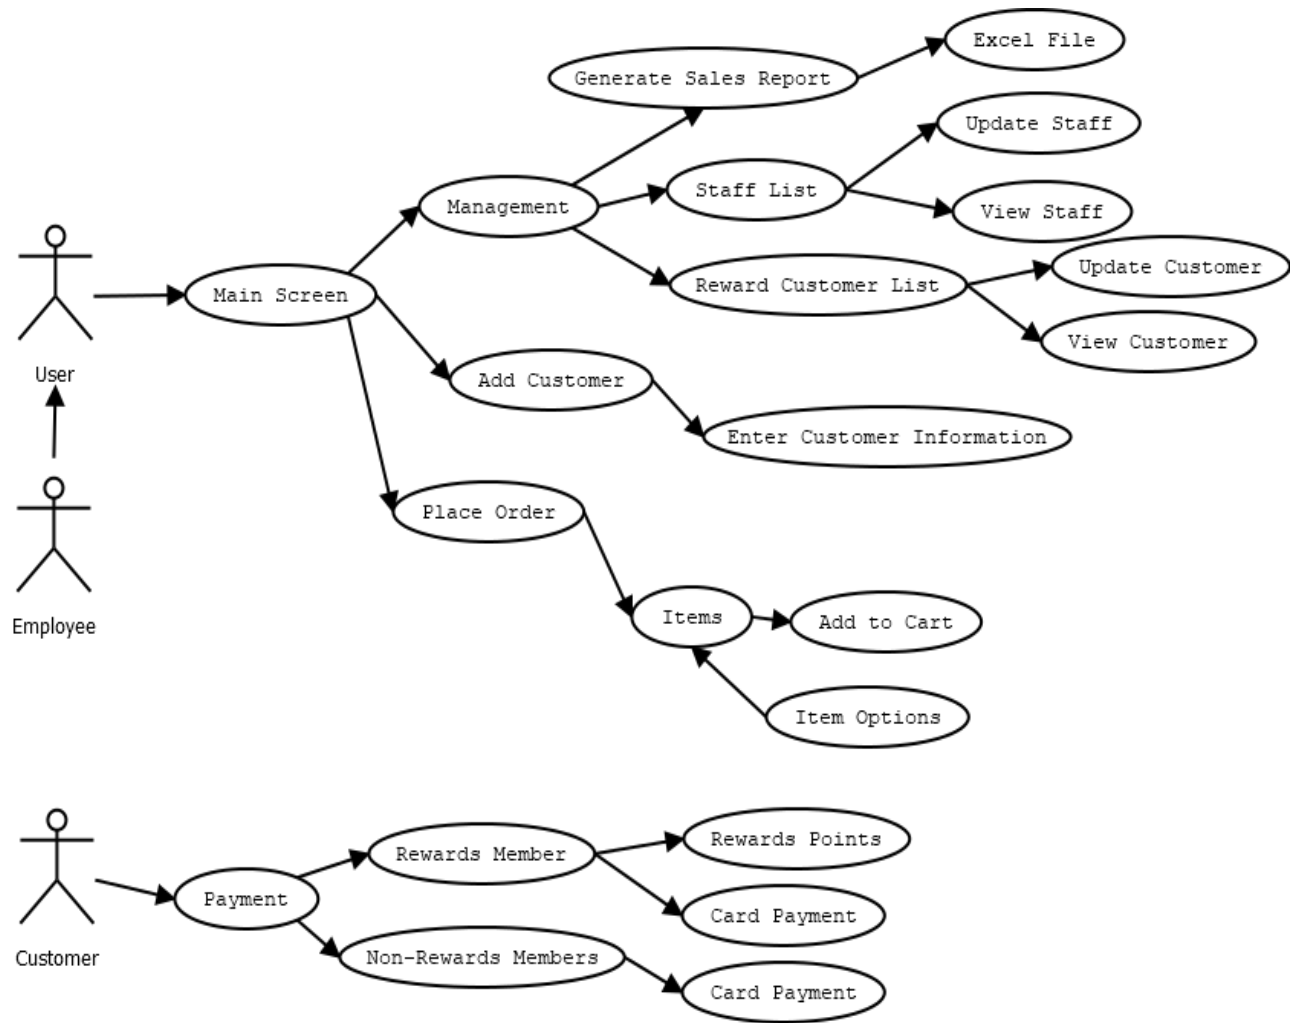 Excel File
Generate Sales Report
Update Staff
Staff List
Management
View Staff
Update Customer
Reward Customer List
Main Screen
View Customer
User
Add Customer
Enter Customer Information
Place Order
Items
Add to Cart
Employee
Item Options
Rewards Points
Rewards Member
Payment
Card Payment
Customer
Non-Rewards Members
Card Payment